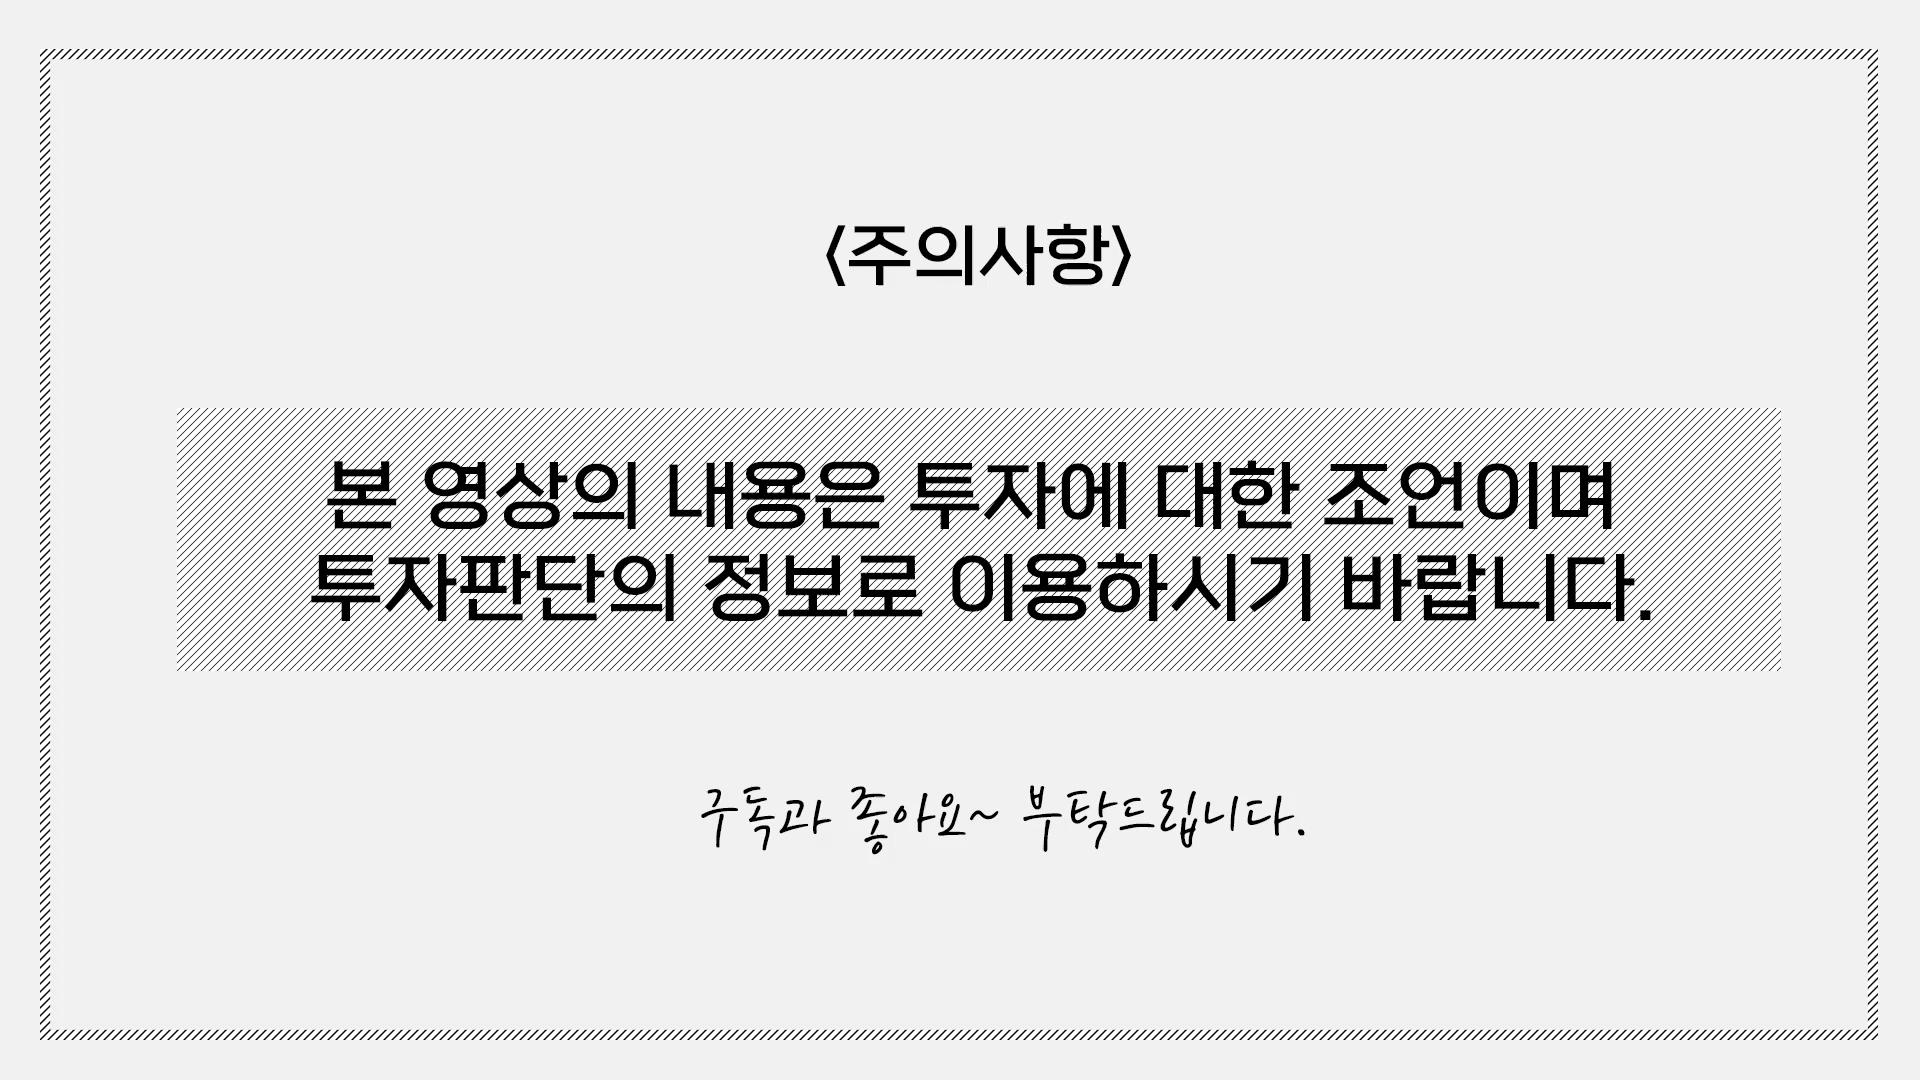 <주의사항>
본 영상의 내용은 투자에 대한 조언이며
투자판단의 정보로 이용하시기 바랍니다.
구독과 좋아요~ 부탁드립니다.